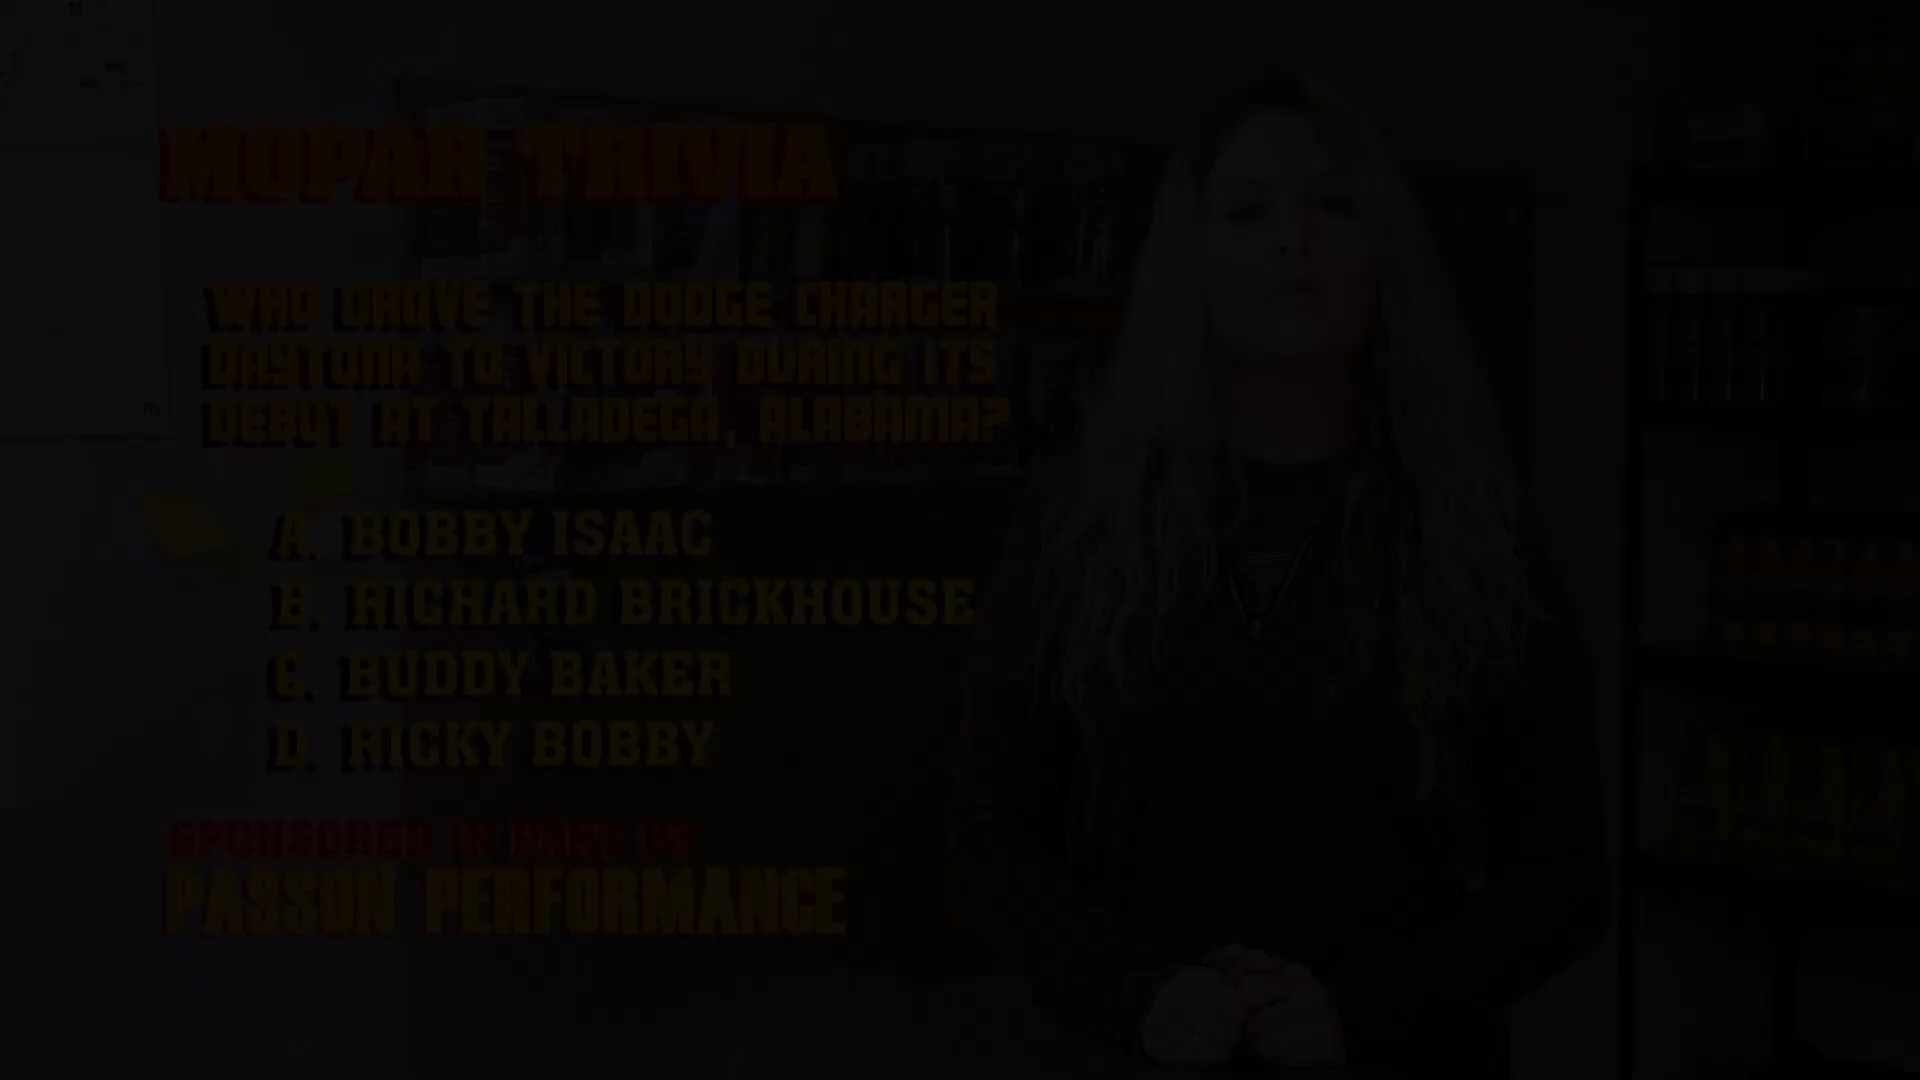 MOPAR TRIVIA
WHO DROVE THE DODGE CHARGER
DAYTONA TO VICTORY DURING ITS
DEBUT AT TALLADEGA, ALABAMA?
A. BOBBY ISAAC
B. RICHARD BRICKHOUSE
C. BUDDY BAKER
D. RICKY BOBBY
SPONSORED IN PART BY
PASSON PERFORMANCE